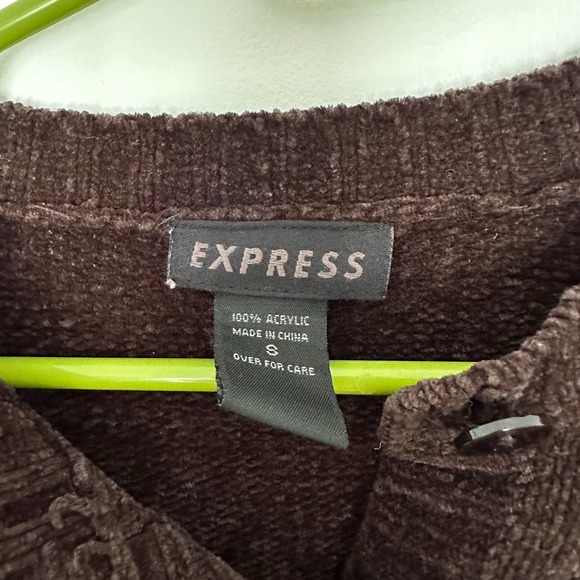 EXPRESS
100% ACRYLIC
MADE IN CHINA
S
OVER FOR CARE